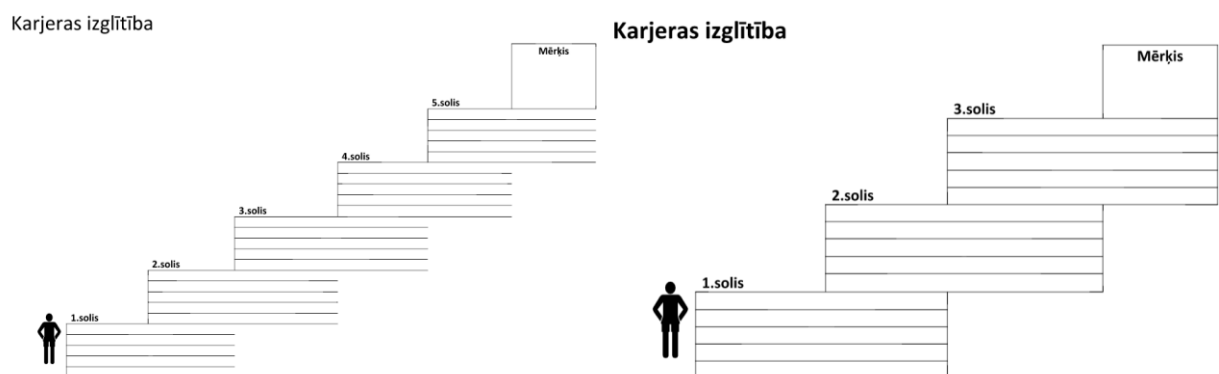 Karjeras izglītība
Mērķis
5.solis
4.solis
3.solis
2.solis
1.solis
Karjeras izglītība
Mērķis
3.solis
2.solis
1.solis